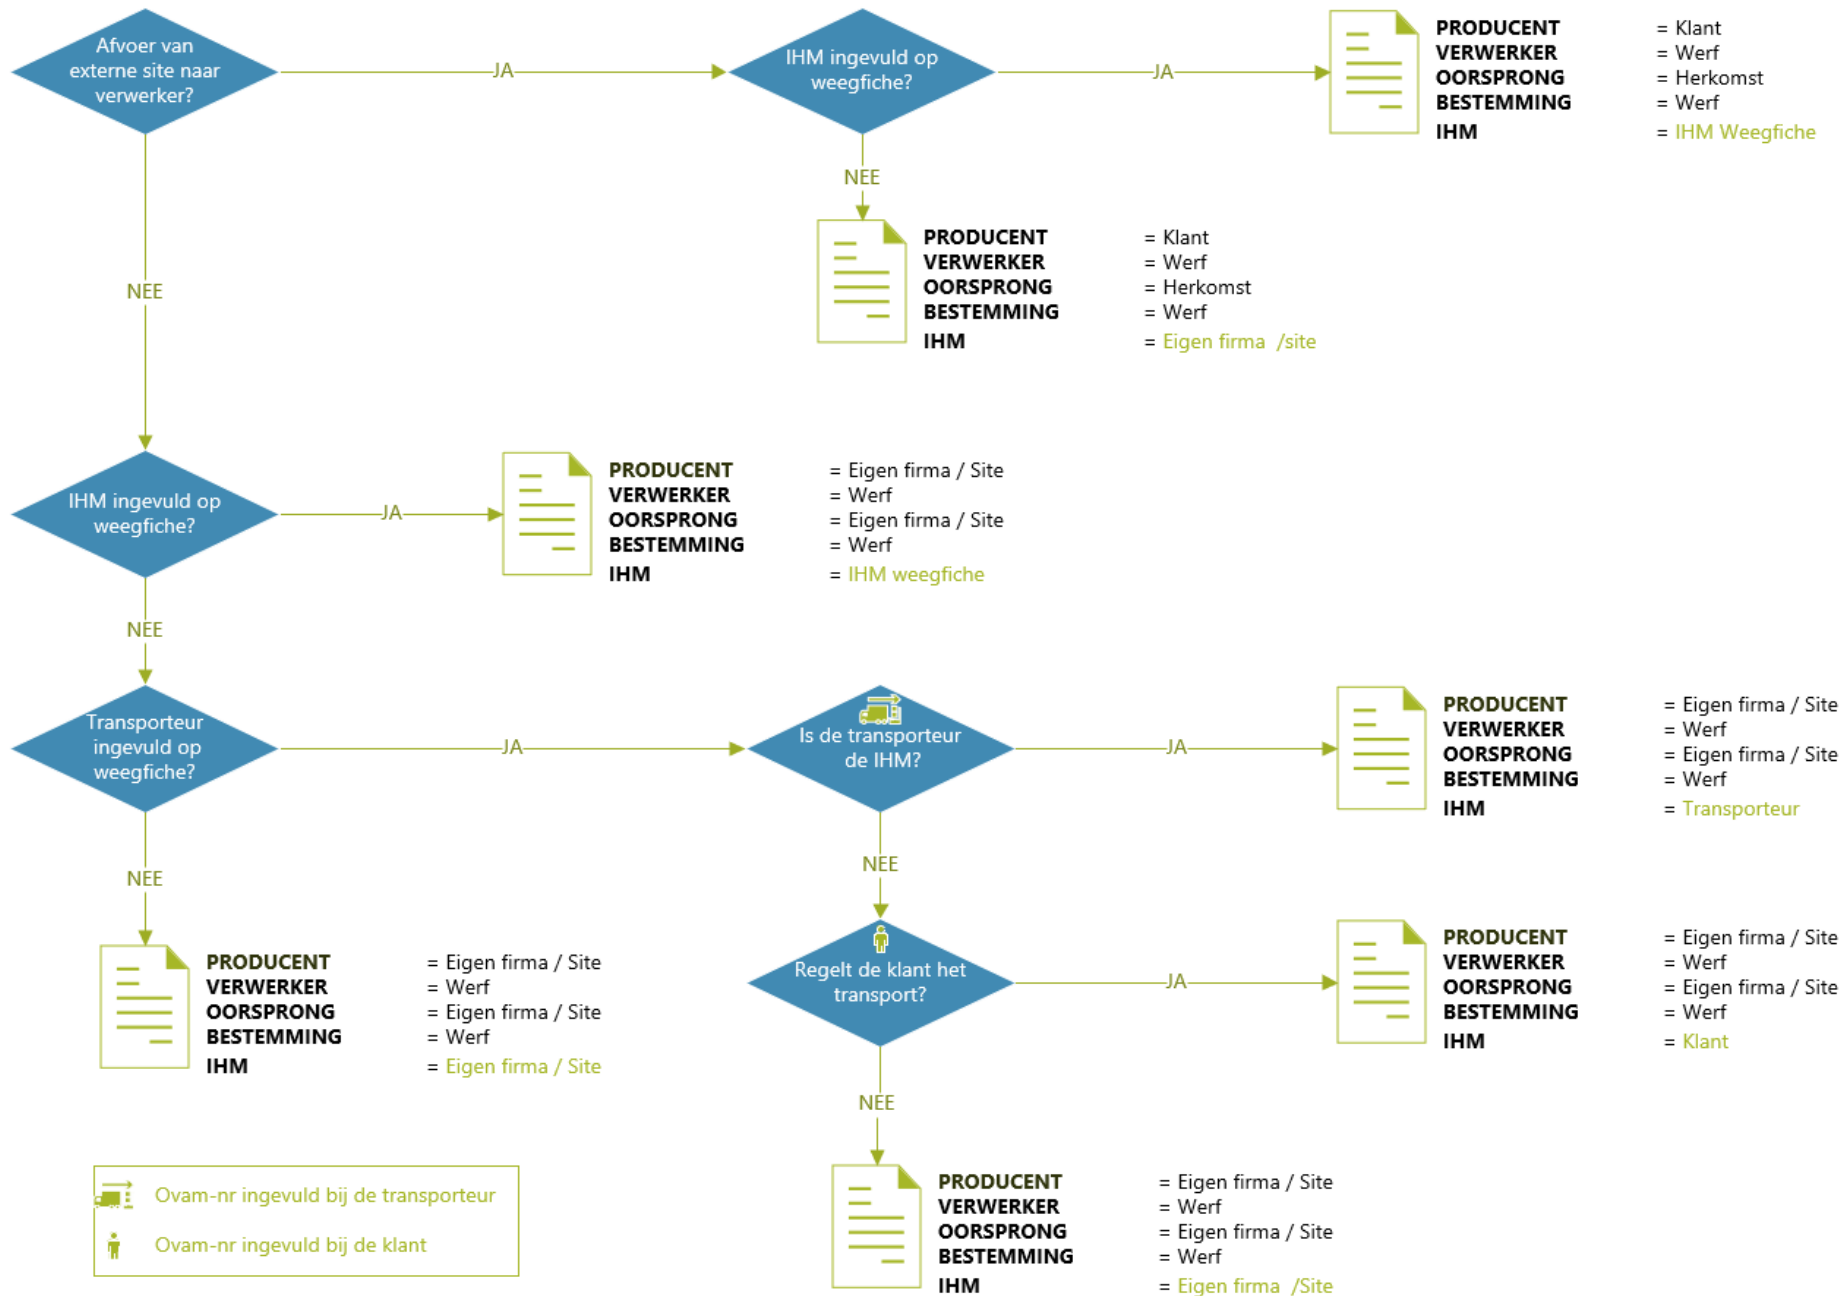 Afvoer van
externe site naar
verwerker?
JA
IHM ingevuld op
weegfiche?
JA
PRODUCENT = Klant
VERWERKER = Werf
OORSPRONG = Herkomst
BESTEMMING = Werf
IHM = IHM Weegfiche
NEE
PRODUCENT = Klant
VERWERKER = Werf
OORSPRONG = Herkomst
BESTEMMING = Werf
IHM = Eigen firma /site
NEE
IHM ingevuld op
weegfiche?
JA
PRODUCENT = Eigen firma / Site
VERWERKER = Werf
OORSPRONG = Eigen firma / Site
BESTEMMING = Werf
IHM = IHM weegfiche
NEE
Transporteur
ingevuld op
weegfiche?
JA
Is de transporteur
de IHM?
JA
PRODUCENT = Eigen firma / Site
VERWERKER = Werf
OORSPRONG = Eigen firma / Site
BESTEMMING = Werf
IHM = Transporteur
NEE
Regelt de klant het
transport?
JA
PRODUCENT = Eigen firma / Site
VERWERKER = Werf
OORSPRONG = Eigen firma / Site
BESTEMMING = Werf
IHM = Klant
NEE
PRODUCENT = Eigen firma / Site
VERWERKER = Werf
OORSPRONG = Eigen firma / Site
BESTEMMING = Werf
IHM = Eigen firma / Site
NEE
PRODUCENT = Eigen firma / Site
VERWERKER = Werf
OORSPRONG = Eigen firma / Site
BESTEMMING = Werf
IHM = Eigen firma /Site
Ovam-nr ingevuld bij de transporteur
Ovam-nr ingevuld bij de klant